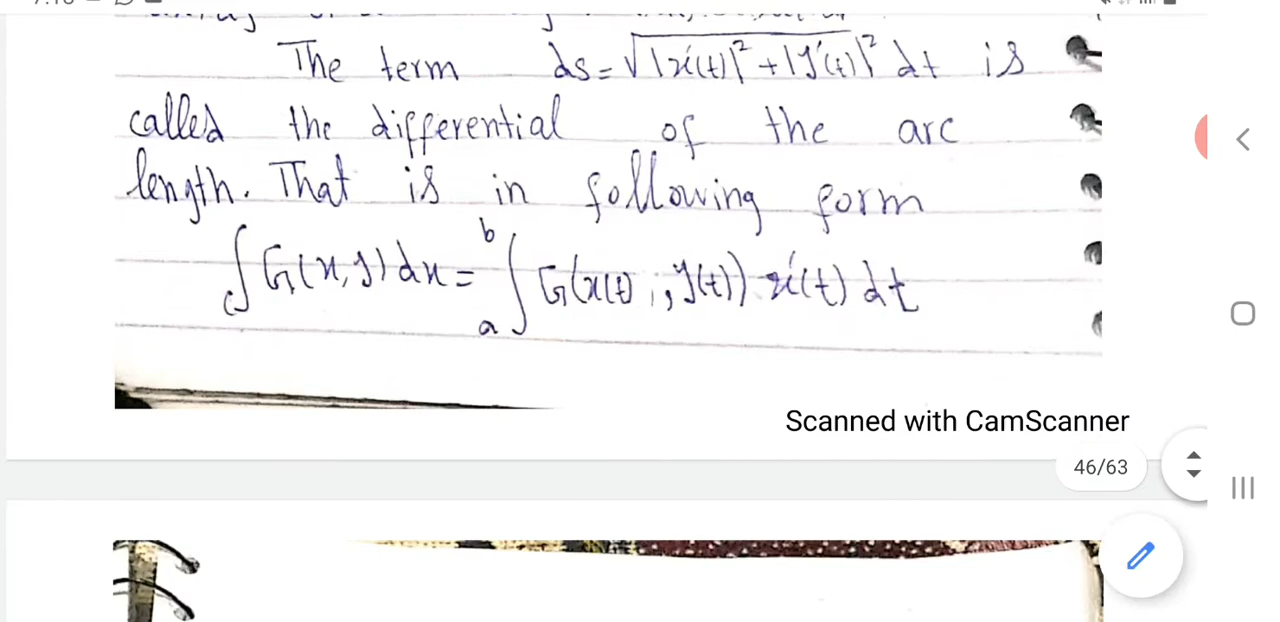 The term ds = √|x'(t)|² + |y'(t)|² dt is
called the differential of the arc
length. That is in following form
∫c G(x,y)dx = ∫ₐᵇ G(x(t), y(t)) x'(t) dt
Scanned with CamScanner
46/63